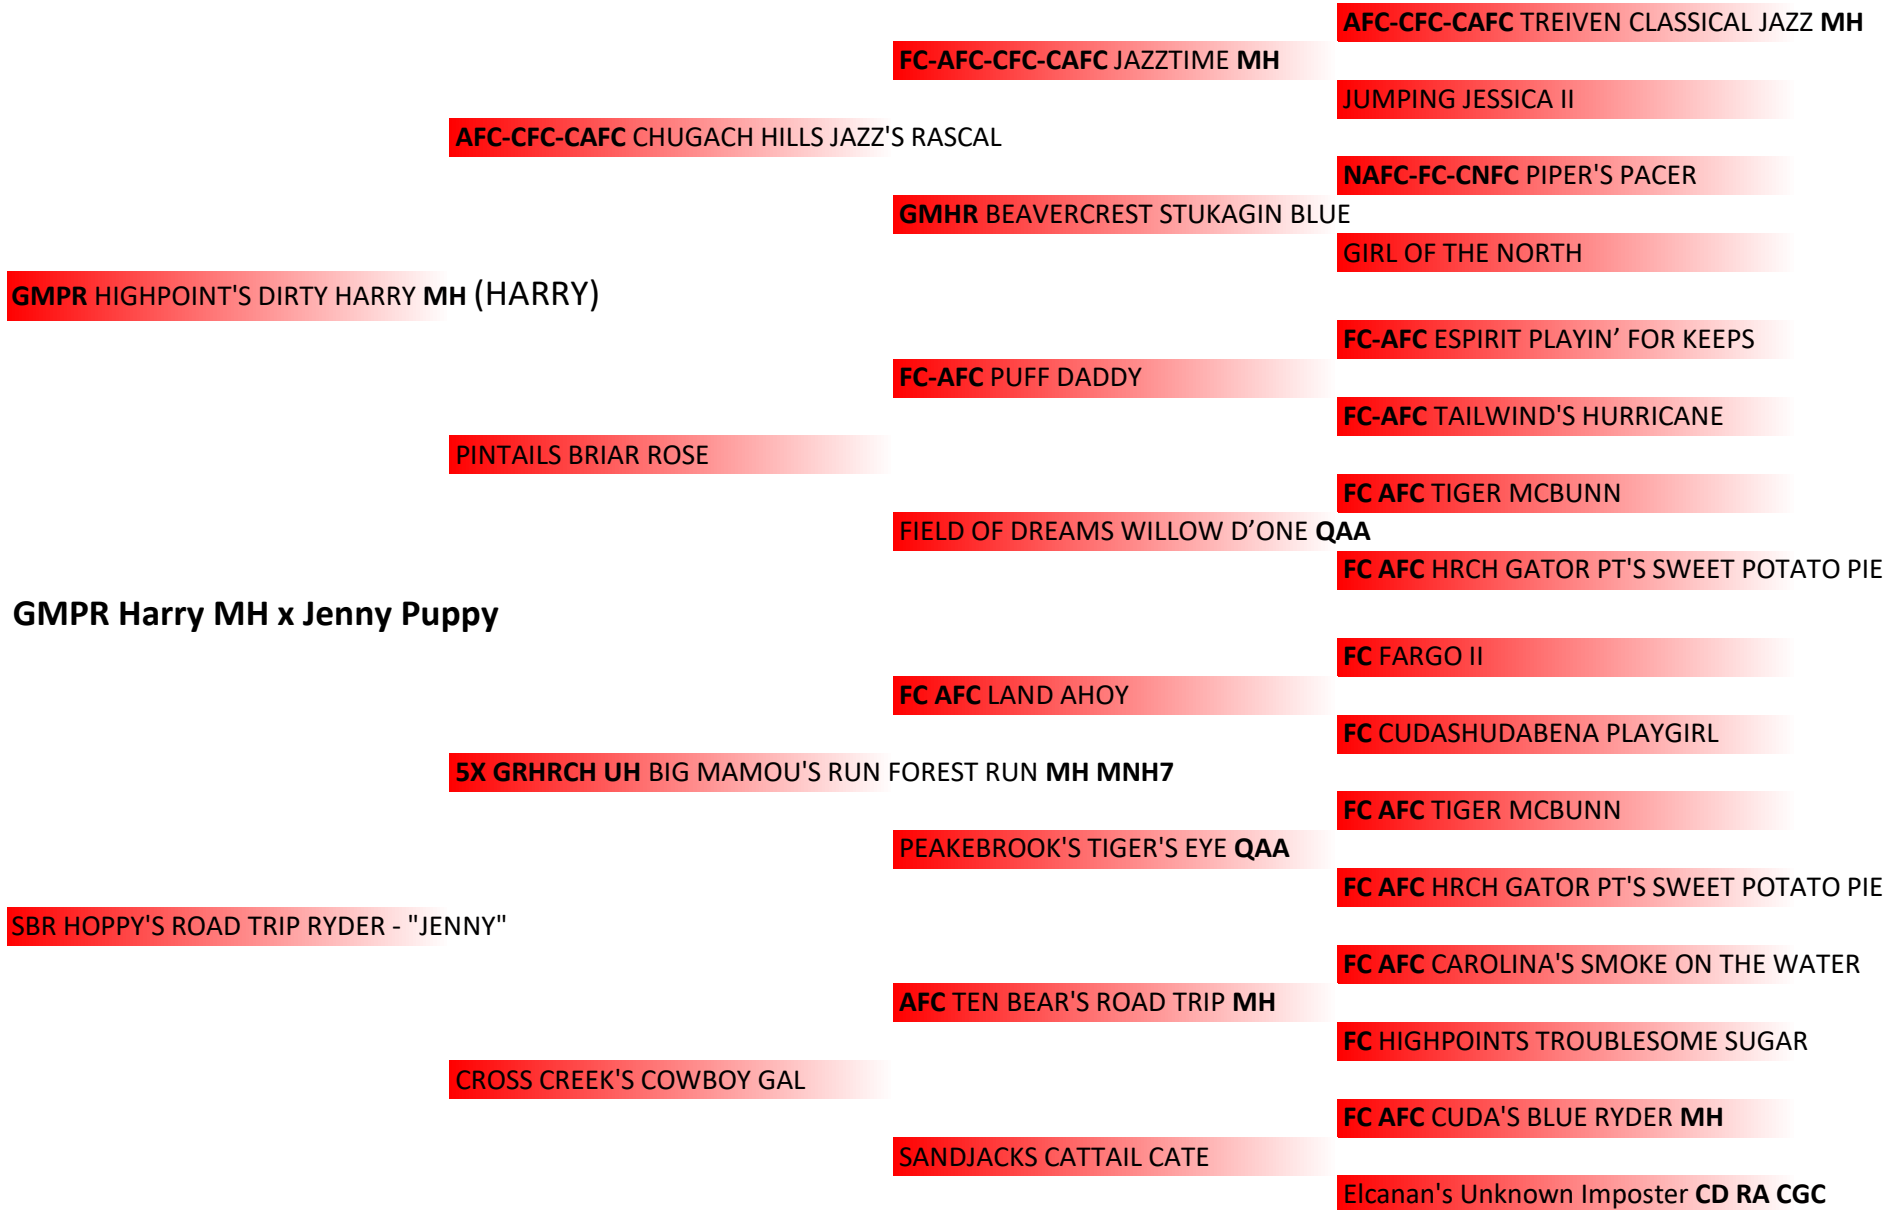 AFC-CFC-CAFC TREIVEN CLASSICAL JAZZ MH
FC-AFC-CFC-CAFC JAZZTIME MH
JUMPING JESSICA II
AFC-CFC-CAFC CHUGACH HILLS JAZZ'S RASCAL
NAFC-FC-CNFC PIPER'S PACER
GMHR BEAVERCREST STUKAGIN BLUE
GIRL OF THE NORTH
GMPR HIGHPOINT'S DIRTY HARRY MH (HARRY)
FC-AFC ESPIRIT PLAYIN’ FOR KEEPS
FC-AFC PUFF DADDY
FC-AFC TAILWIND'S HURRICANE
PINTAILS BRIAR ROSE
FC AFC TIGER MCBUNN
FIELD OF DREAMS WILLOW D’ONE QAA
FC AFC HRCH GATOR PT'S SWEET POTATO PIE
GMPR Harry MH x Jenny Puppy
FC FARGO II
FC AFC LAND AHOY
FC CUDASHUDABENA PLAYGIRL
5X GRHRCH UH BIG MAMOU'S RUN FOREST RUN MH MNH7
FC AFC TIGER MCBUNN
PEAKEBROOK'S TIGER'S EYE QAA
FC AFC HRCH GATOR PT'S SWEET POTATO PIE
SBR HOPPY'S ROAD TRIP RYDER - "JENNY"
FC AFC CAROLINA'S SMOKE ON THE WATER
AFC TEN BEAR'S ROAD TRIP MH
FC HIGHPOINTS TROUBLESOME SUGAR
CROSS CREEK'S COWBOY GAL
FC AFC CUDA'S BLUE RYDER MH
SANDJACKS CATTAIL CATE
Elcanan's Unknown Imposter CD RA CGC